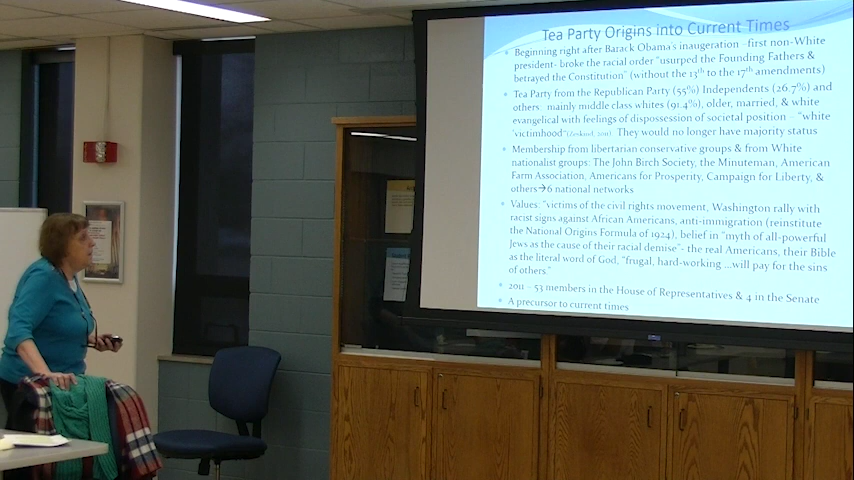 Tea Party Origins into Current Times
Beginning right after Barack Obama's inauguration –first non-White
president- broke the racial order "usurped the Founding Fathers &
betrayed the Constitution" (without the 13th to the 17th amendments)
Tea Party from the Republican Party (55%) Independents (26.7%) and
others: mainly middle class whites (91.4%), older, married, & white
evangelical with feelings of dispossession of societal position – "white
'victimhood" They would no longer have majority status
Membership from libertarian conservative groups & from White
nationalist groups: The John Birch Society, the Minuteman, American
Farm Association, Americans for Prosperity, Campaign for Liberty, &
others→6 national networks
Values: "victims of the civil rights movement, Washington rally with
racist signs against African Americans, anti-immigration (reinstitute
the National Origins Formula of 1924), belief in "myth of all-powerful
Jews as the cause of their racial demise"- the real Americans, their Bible
as the literal word of God, "frugal, hard-working ...will pay for the sins
of others."
2011 – 53 members in the House of Representatives & 4 in the Senate
A precursor to current times